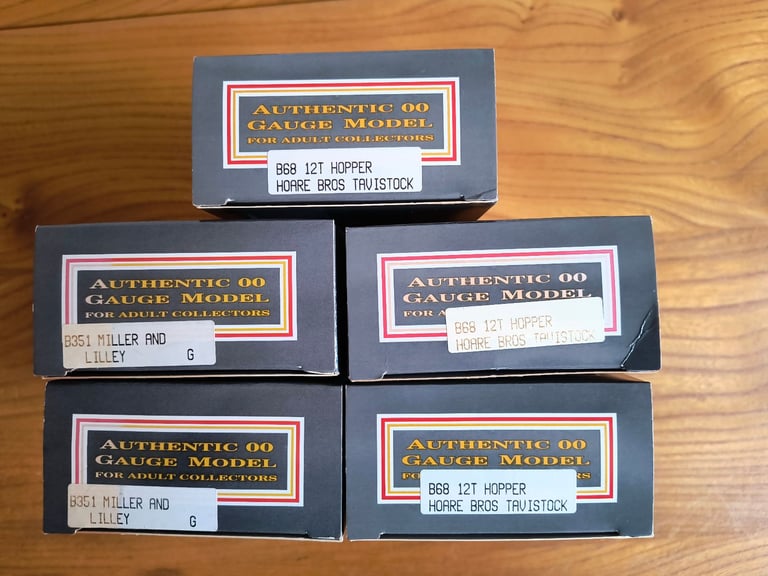 AUTHENTIC 00
GAUGE MODEL
FOR ADULT COLLECTORS
B68 12T HOPPER
HOARE BROS TAVISTOCK
AUTHENTIC 00
GAUGE MODEL
FOR ADULT COLLECTORS
B351 MILLER AND
LILLEY G
AUTHENTIC 00
GAUGE MODEL
FOR A
B68 12T HOPPER
HOARE BROS TAVISTOCK
AUTHENTIC 00
GAUGE MODEL
FOR ADULT COLLECTORS
B351 MILLER AND
LILLEY G
AUTHENTIC 00
GAUGE MODEL
FO RS
B68 12T HOPPER
HOARE BROS TAVISTOCK